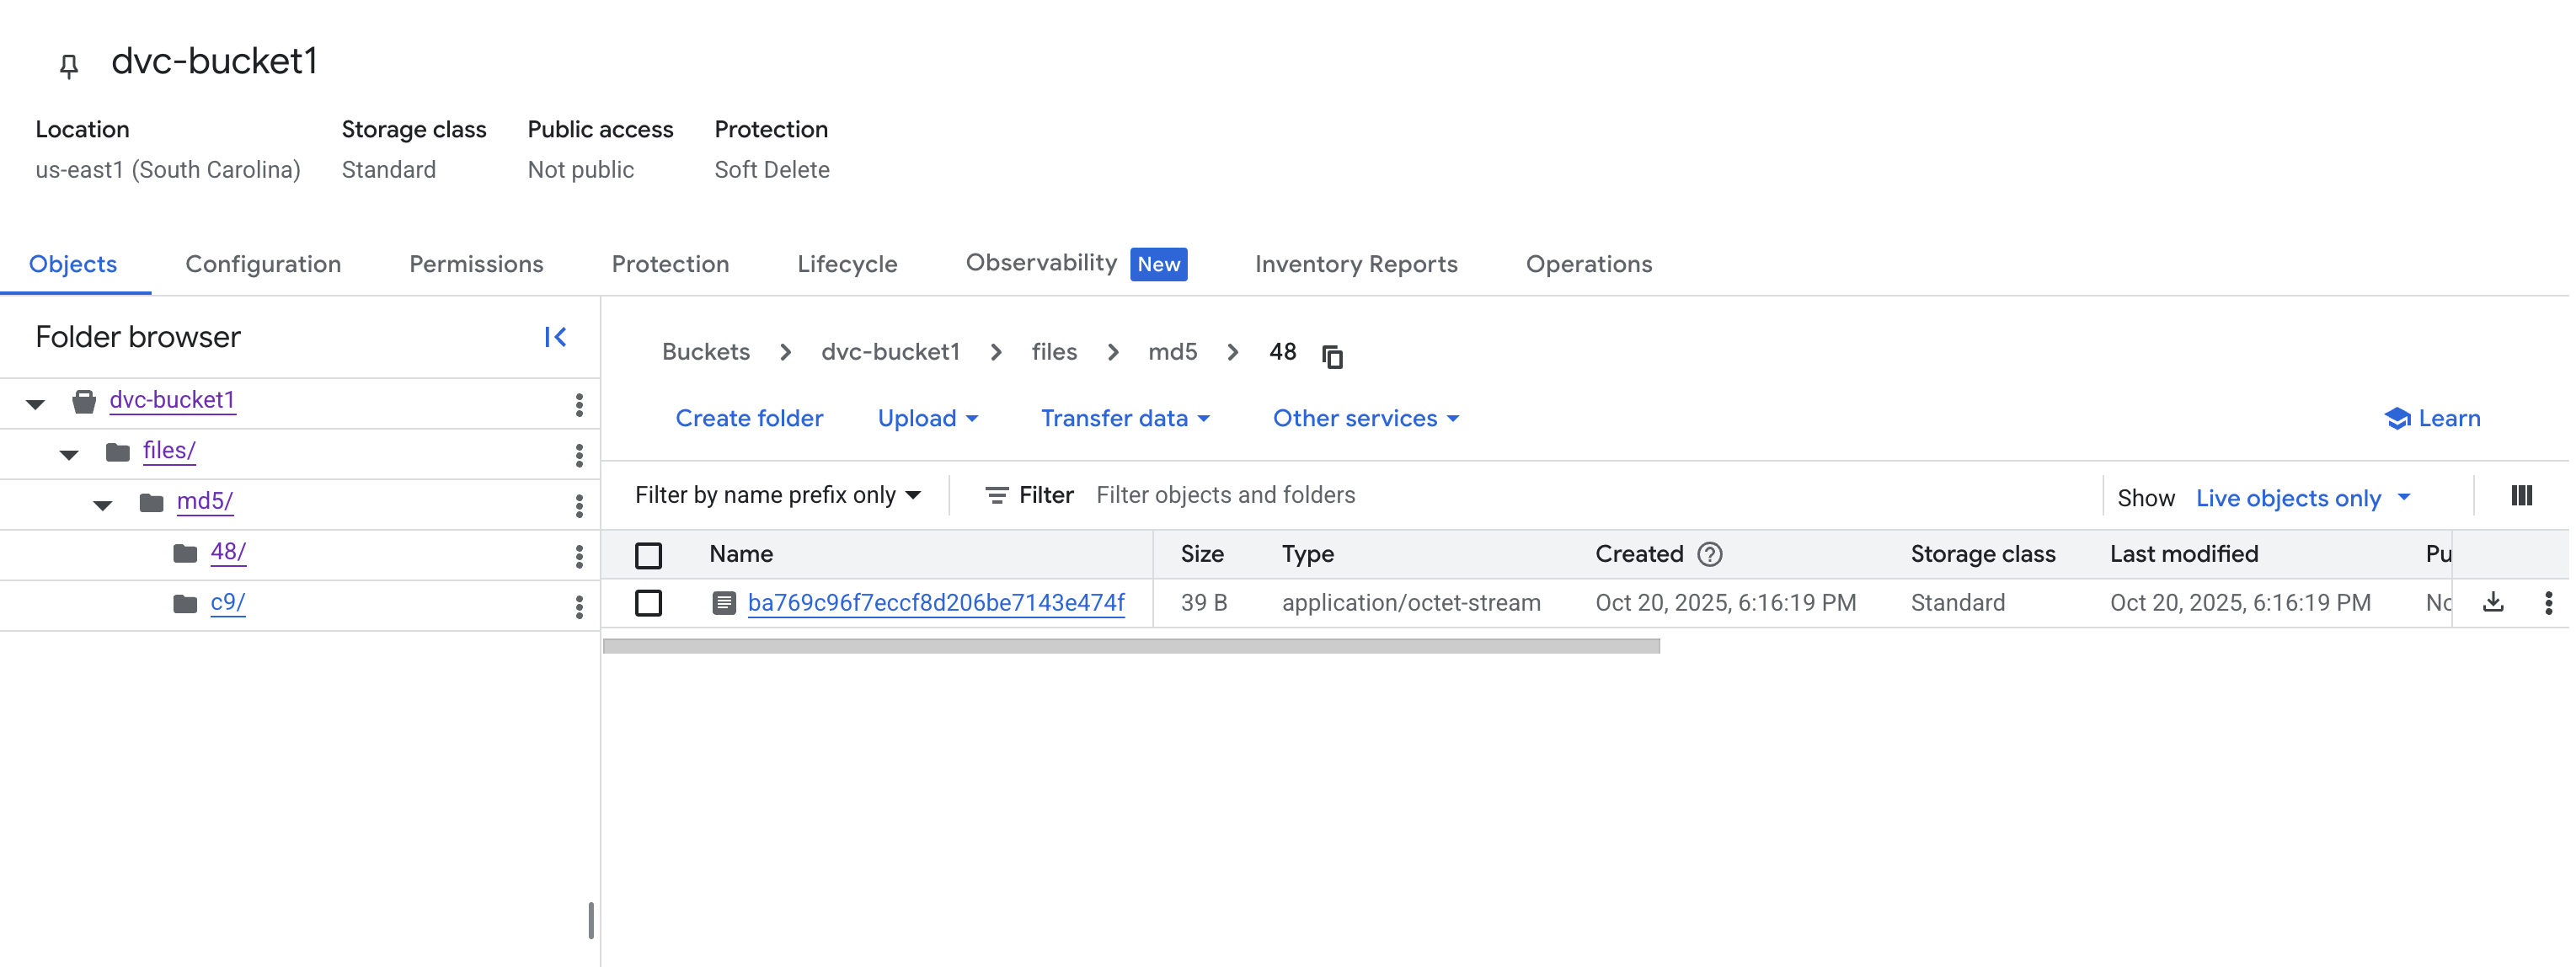 dvc-bucket1
Location Storage class Public access Protection
us-east1 (South Carolina) Standard Not public Soft Delete
Objects Configuration Permissions Protection Lifecycle Observability New Inventory Reports Operations
Folder browser
dvc-bucket1
files/
md5/
48/
c9/
Buckets dvc-bucket1 files md5 48
Create folder Upload Transfer data Other services Learn
Filter by name prefix only Filter Filter objects and folders Show Live objects only
Name Size Type Created Storage class Last modified Pu
ba769c96f7eccf8d206be7143e474f 39 B application/octet-stream Oct 20, 2025, 6:16:19 PM Standard Oct 20, 2025, 6:16:19 PM